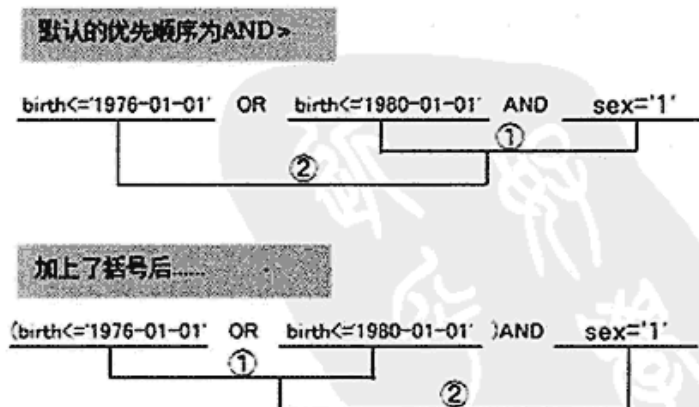 默认的优先顺序为AND>
birth<='1976-01-01' OR birth<='1980-01-01' AND sex='1'
①
②
加上了括号后……
(birth<='1976-01-01' OR birth<='1980-01-01' )AND sex='1'
①
②